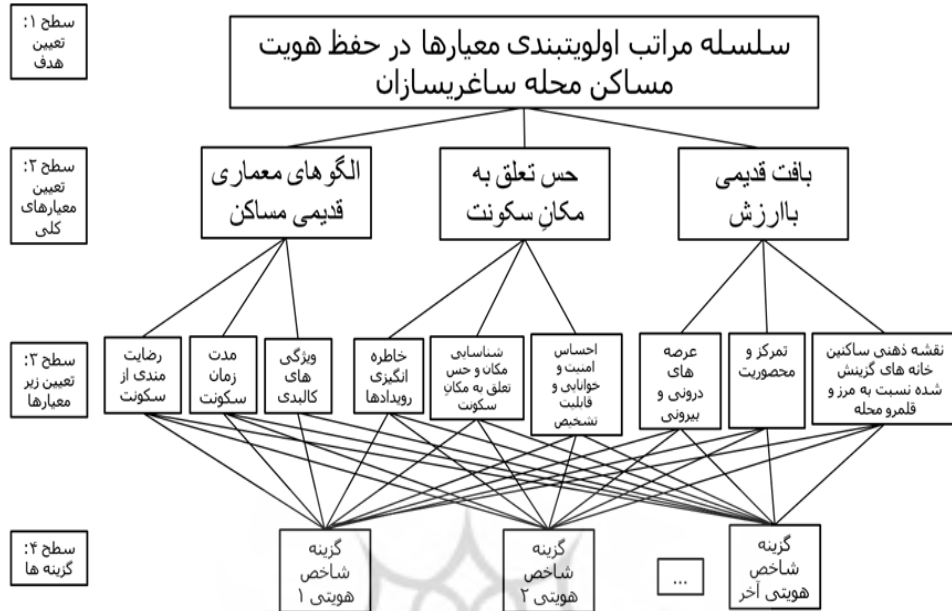 سطح ۱:
تعیین
هدف
سلسله مراتب اولویتبندی معیارها در حفظ هویت
مساکن محله ساغریسازان
سطح ۲:
تعیین
معیارهای
کلی
بافت قدیمی
باارزش
حس تعلق به
مکانِ سکونت
الگوهای معماری
قدیمی مساکن
سطح ۳:
تعیین زیر
معیارها
نقشه ذهنی ساکنین
خانه های گزینش
شده نسبت به مرز و
قلمرو محله
تمرکز و
محصوریت
عرصه
های
درونی و
بیرونی
احساس
امنیت و
خوانایی و
قابلیت
تشخیص
شناسایی
مکان و حس
تعلق به مکانِ
سکونت
خاطره
انگیزی
رویدادها
ویژگی
های
کالبدی
مدت
زمان
سکونت
رضایت
مندی از
سکونت
سطح ۴:
گزینه ها
گزینه
شاخص
هویتی آخر
...
گزینه
شاخص
هویتی ۲
گزینه
شاخص
هویتی ۱